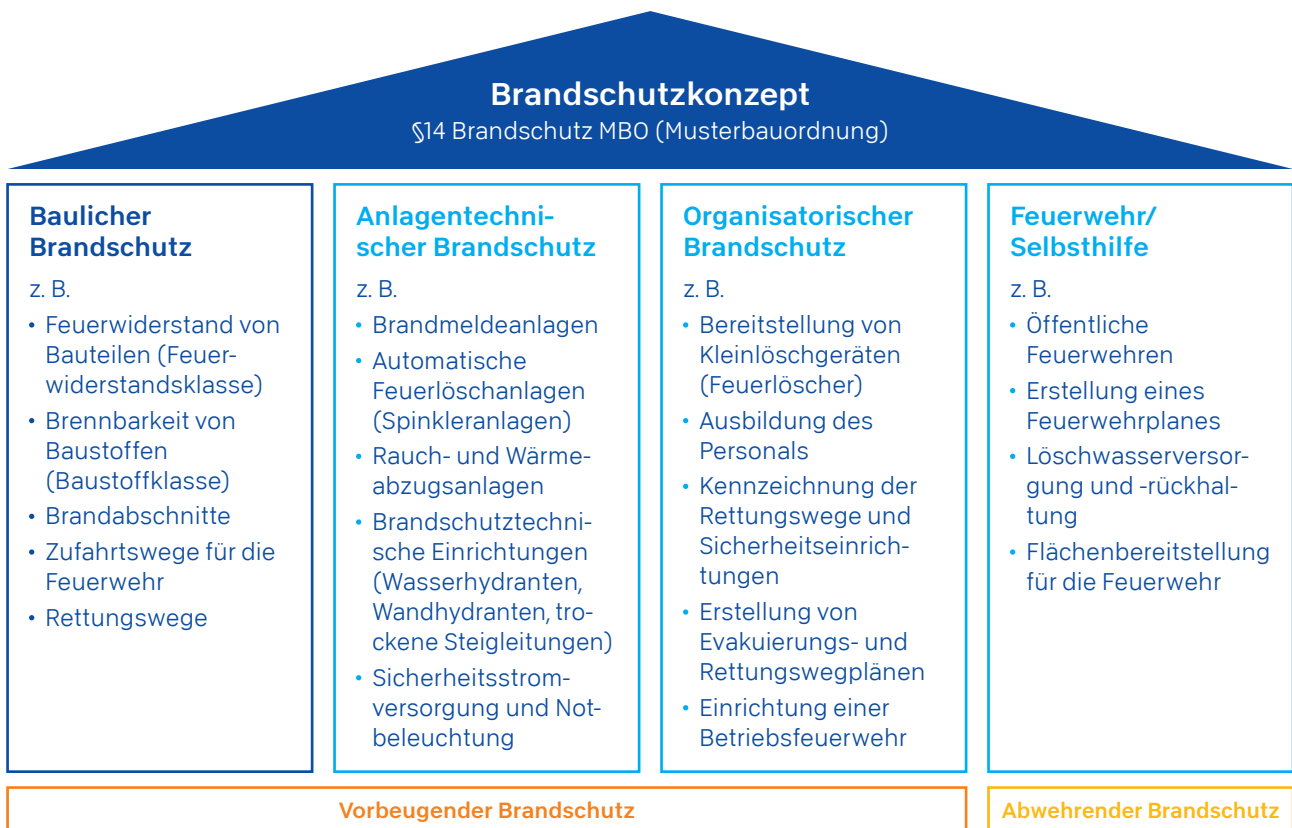 Brandschutzkonzept
§14 Brandschutz MBO (Musterbauordnung)
Baulicher
Brandschutz
z. B.
• Feuerwiderstand von
Bauteilen (Feuer-
widerstandsklasse)
• Brennbarkeit von
Baustoffen
(Baustoffklasse)
• Brandabschnitte
• Zufahrtswege für die
Feuerwehr
• Rettungswege
Anlagentechni-
scher Brandschutz
z. B.
• Brandmeldeanlagen
• Automatische
Feuerlöschanlagen
(Spinkleranlagen)
• Rauch- und Wärme-
abzugsanlagen
• Brandschutztechni-
sche Einrichtungen
(Wasserhydranten,
Wandhydranten, tro-
ckene Steigleitungen)
• Sicherheitsstrom-
versorgung und Not-
beleuchtung
Organisatorischer
Brandschutz
z. B.
• Bereitstellung von
Kleinlöschgeräten
(Feuerlöscher)
• Ausbildung des
Personals
• Kennzeichnung der
Rettungswege und
Sicherheitseinrich-
tungen
• Erstellung von
Evakuierungs- und
Rettungswegplänen
• Einrichtung einer
Betriebsfeuerwehr
Feuerwehr/
Selbsthilfe
z. B.
• Öffentliche
Feuerwehren
• Erstellung eines
Feuerwehrplanes
• Löschwasserversor-
gung und -rückhal-
tung
• Flächenbereitstellung
für die Feuerwehr
Vorbeugender Brandschutz
Abwehrender Brandschutz